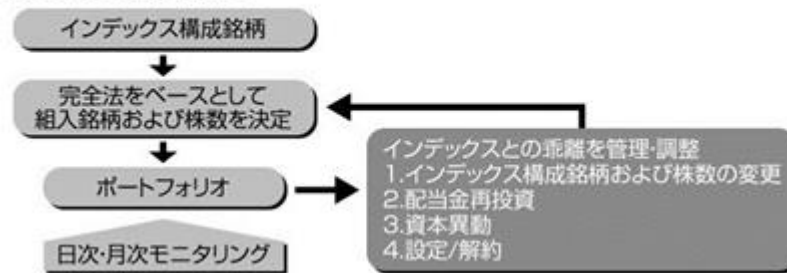 インデックス構成銘柄
完全法をベースとして
組入銘柄および株数を決定
ポートフォリオ
日次・月次モニタリング
インデックスとの乖離を管理・調整
1.インデックス構成銘柄および株数の変更
2.配当金再投資
3.資本異動
4.設定/解約